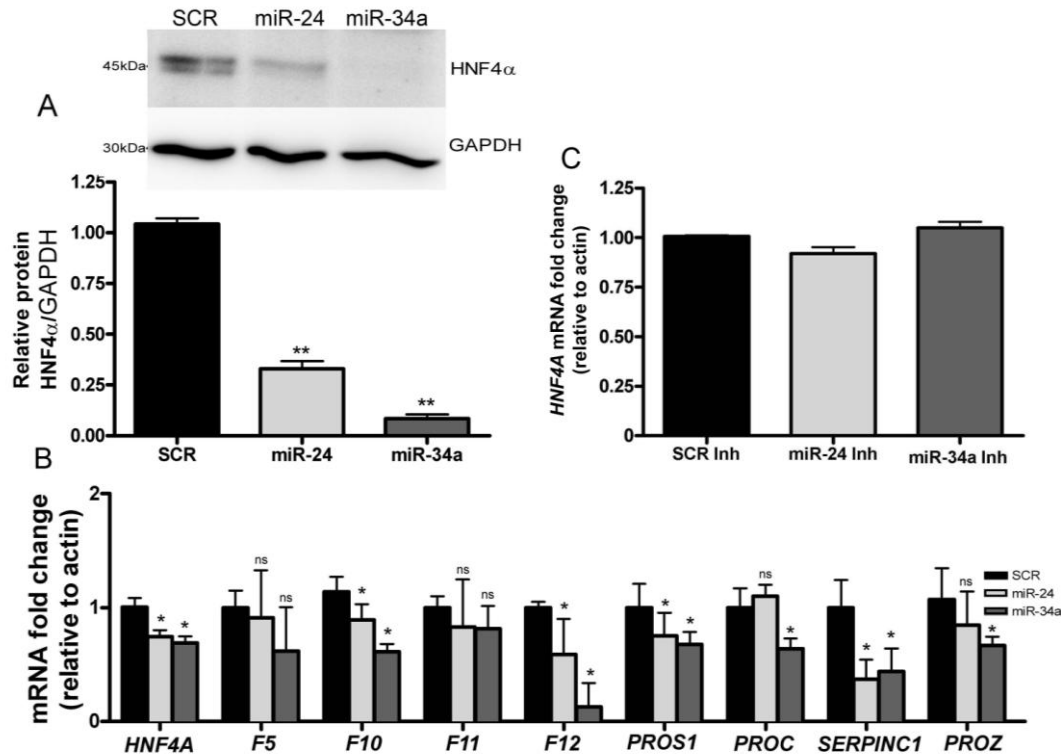 SCR miR-24 miR-34a
45kDa HNF4α
A
30kDa GAPDH
Relative protein
HNF4α/GAPDH
1.25
1.00
0.75
0.50
0.25
0.00
** **
SCR miR-24 miR-34a
C
HNF4A mRNA fold change
(relative to actin)
1.25
1.00
0.75
0.50
0.25
0
SCR Inh miR-24 Inh miR-34a Inh
B
mRNA fold change
(relative to actin)
2
1
0
* * ns ns * * ns ns * * * * ns * * * ns *
SCR
miR-24
miR-34a
HNF4A F5 F10 F11 F12 PROS1 PROC SERPINC1 PROZ